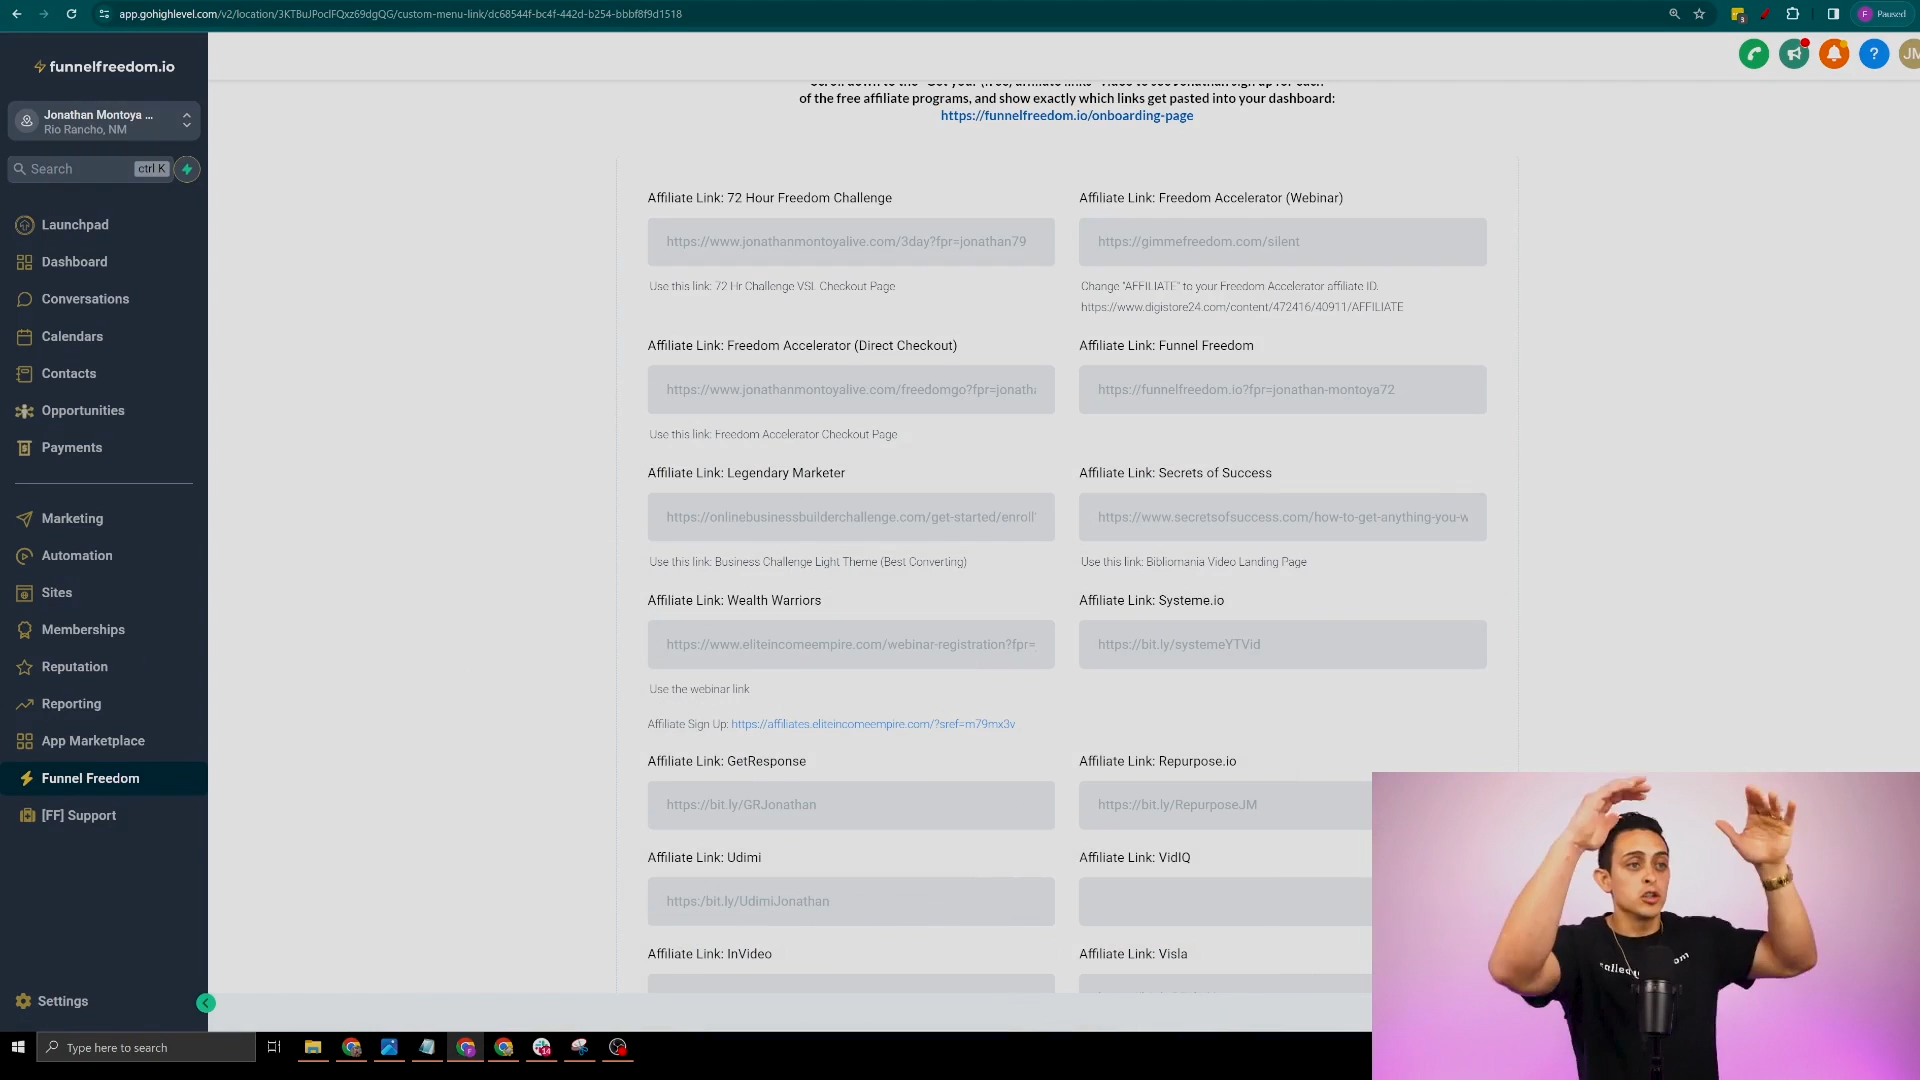 app.gohighlevel.com/v2/location/3KTBuJPoclFQxz69dgQG/custom-menu-link/dc68544f-bc4f-442d-b254-bbbf8f9d1518
3
F Paused
funnelfreedom.io
JM
Jonathan Montoya ...
Rio Rancho, NM
Search
ctrl K
Launchpad
Dashboard
Conversations
Calendars
Contacts
Opportunities
Payments
Marketing
Automation
Sites
Memberships
Reputation
Reporting
App Marketplace
Funnel Freedom
[FF] Support
Settings
of the free affiliate programs, and show exactly which links get pasted into your dashboard:
https://funnelfreedom.io/onboarding-page
Affiliate Link: 72 Hour Freedom Challenge
https://www.jonathanmontoyalive.com/3day?fpr=jonathan79
Use this link: 72 Hr Challenge VSL Checkout Page
Affiliate Link: Freedom Accelerator (Webinar)
https://gimmefreedom.com/silent
Change "AFFILIATE" to your Freedom Accelerator affiliate ID.
https://www.digistore24.com/content/472416/40911/AFFILIATE
Affiliate Link: Freedom Accelerator (Direct Checkout)
https://www.jonathanmontoyalive.com/freedomgo?fpr=jonatha
Use this link: Freedom Accelerator Checkout Page
Affiliate Link: Funnel Freedom
https://funnelfreedom.io?fpr=jonathan-montoya72
Affiliate Link: Legendary Marketer
https://onlinebusinessbuilderchallenge.com/get-started/enroll
Use this link: Business Challenge Light Theme (Best Converting)
Affiliate Link: Secrets of Success
https://www.secretsofsuccess.com/how-to-get-anything-you-w
Use this link: Bibliomania Video Landing Page
Affiliate Link: Wealth Warriors
https://www.eliteincomeempire.com/webinar-registration?fpr=
Use the webinar link
Affiliate Sign Up: https://affiliates.eliteincomeempire.com/?sref=m79mx3v
Affiliate Link: Systeme.io
https://bit.ly/systemeYTVid
Affiliate Link: GetResponse
https://bit.ly/GRJonathan
Affiliate Link: Repurpose.io
https://bit.ly/RepurposeJM
Affiliate Link: Udimi
https:/bit.ly/UdimiJonathan
Affiliate Link: VidIQ
Affiliate Link: InVideo
Affiliate Link: Visla
Type here to search
14